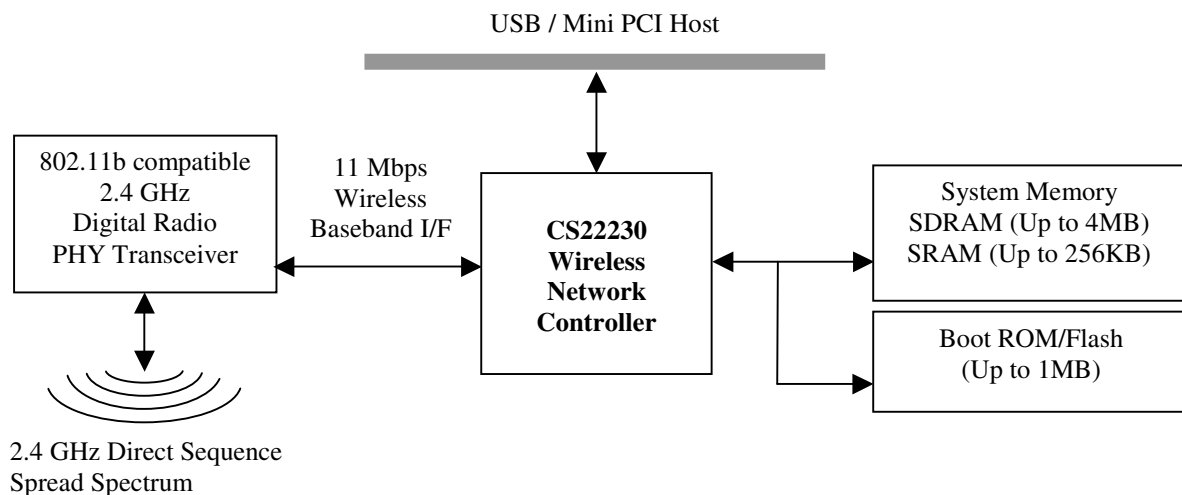 USB / Mini PCI Host
802.11b compatible
2.4 GHz
Digital Radio
PHY Transceiver
11 Mbps
Wireless
Baseband I/F
CS22230
Wireless
Network
Controller
System Memory
SDRAM (Up to 4MB)
SRAM (Up to 256KB)
Boot ROM/Flash
(Up to 1MB)
2.4 GHz Direct Sequence
Spread Spectrum